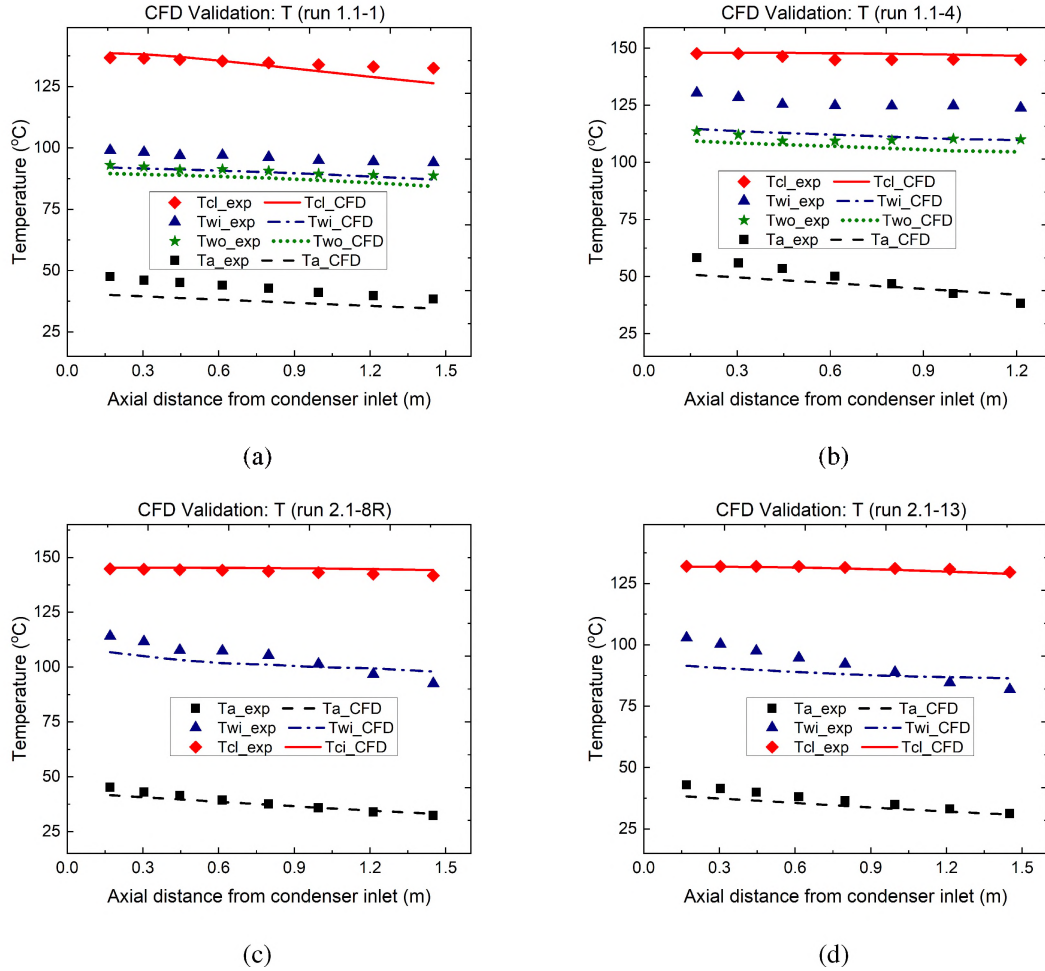 CFD Validation: T (run 1.1-1)
Temperature (°C)
125
100
75
50
25
Tcl_exp Tcl_CFD
Twi_exp Twi_CFD
Two_exp Two_CFD
Ta_exp Ta_CFD
0.0 0.3 0.6 0.9 1.2 1.5
Axial distance from condenser inlet (m)
(a)
CFD Validation: T (run 1.1-4)
Temperature (°C)
150
125
100
75
50
25
Tcl_exp Tcl_CFD
Twi_exp Twi_CFD
Two_exp Two_CFD
Ta_exp Ta_CFD
0.0 0.3 0.6 0.9 1.2
Axial distance from condenser inlet (m)
(b)
CFD Validation: T (run 2.1-8R)
Temperature (°C)
150
125
100
75
50
25
Ta_exp Ta_CFD
Twi_exp Twi_CFD
Tcl_exp Tci_CFD
0.0 0.3 0.6 0.9 1.2 1.5
Axial distance from condenser inlet (m)
(c)
CFD Validation: T (run 2.1-13)
Temperature (°C)
125
100
75
50
25
Ta_exp Ta_CFD
Twi_exp Twi_CFD
Tcl_exp Tcl_CFD
0.0 0.3 0.6 0.9 1.2 1.5
Axial distance from condenser inlet (m)
(d)